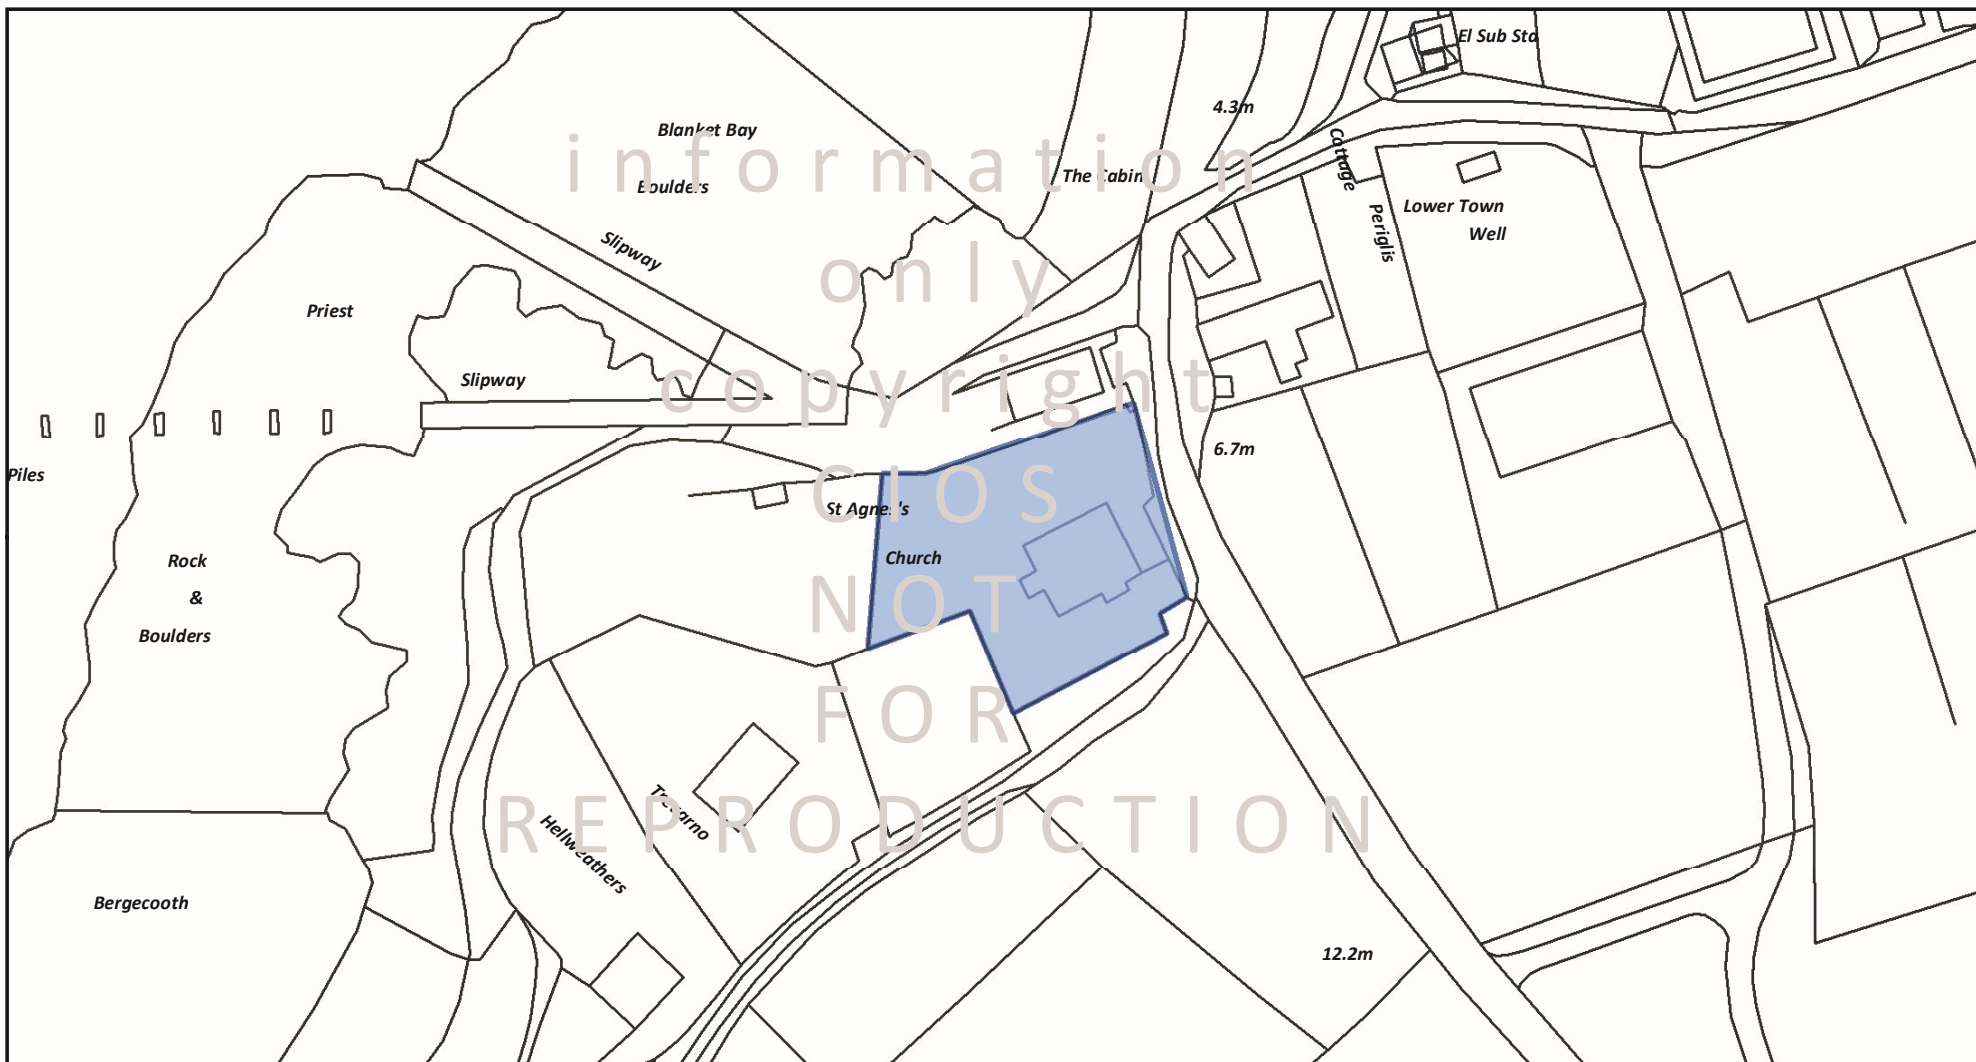 El Sub Sta
4.3m
Blanket Bay
Boulders
The Cabin
Cottage
Periglis
Lower Town
Well
Slipway
Priest
Slipway
6.7m
Piles
St Agnes's
Church
Rock
&
Boulders
Trevarno
Hellweathers
Bergecooth
12.2m
information
only
copyright
CIOS
NOT
FOR
REPRODUCTION